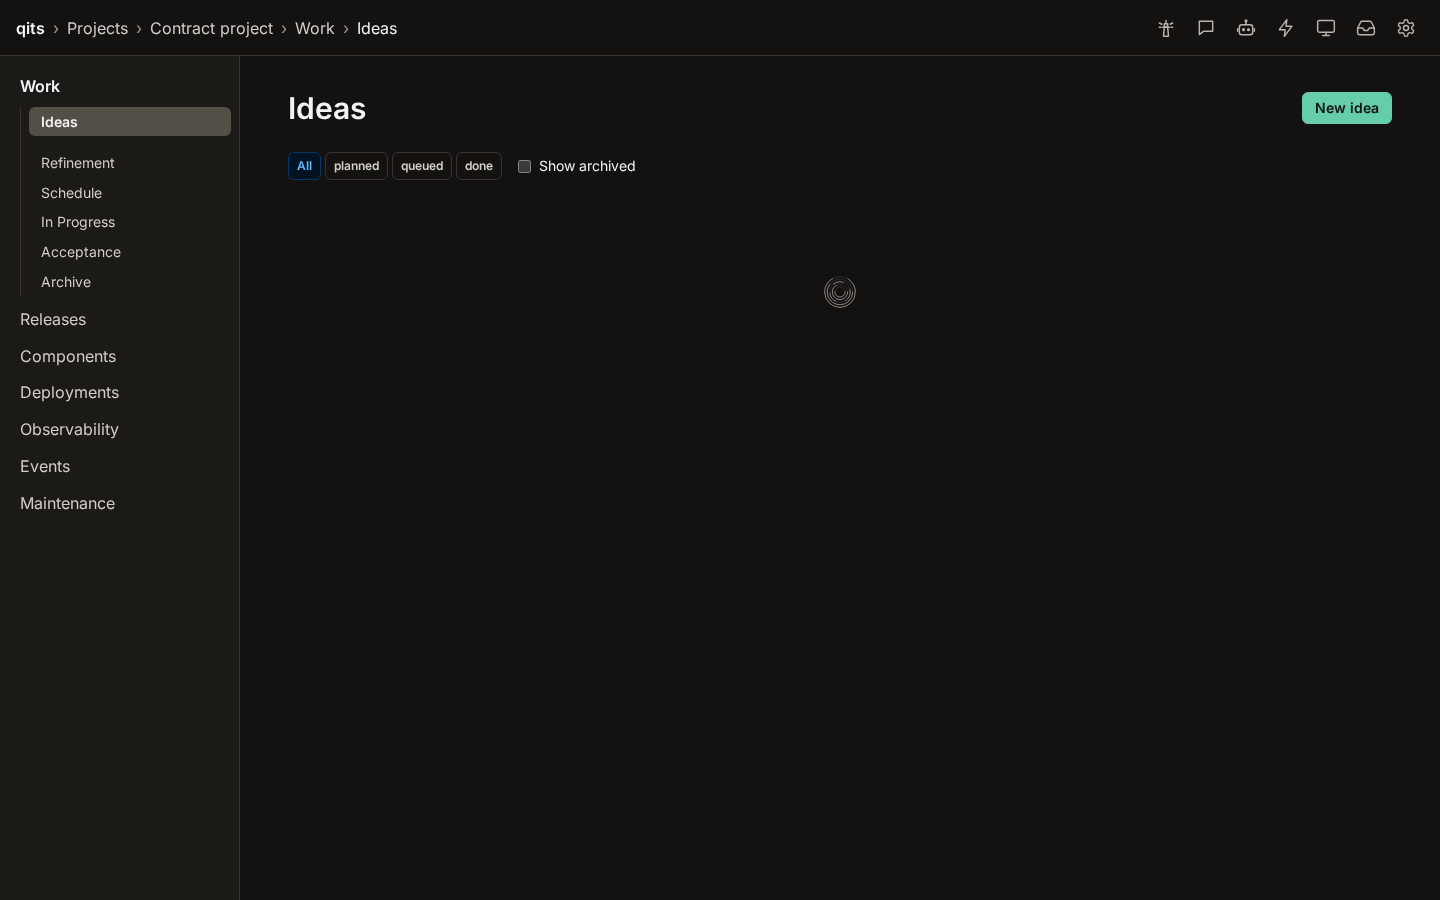 qits › Projects › Contract project › Work › Ideas
Work
Ideas
Refinement
Schedule
In Progress
Acceptance
Archive
Releases
Components
Deployments
Observability
Events
Maintenance
Ideas
New idea
All planned queued done Show archived